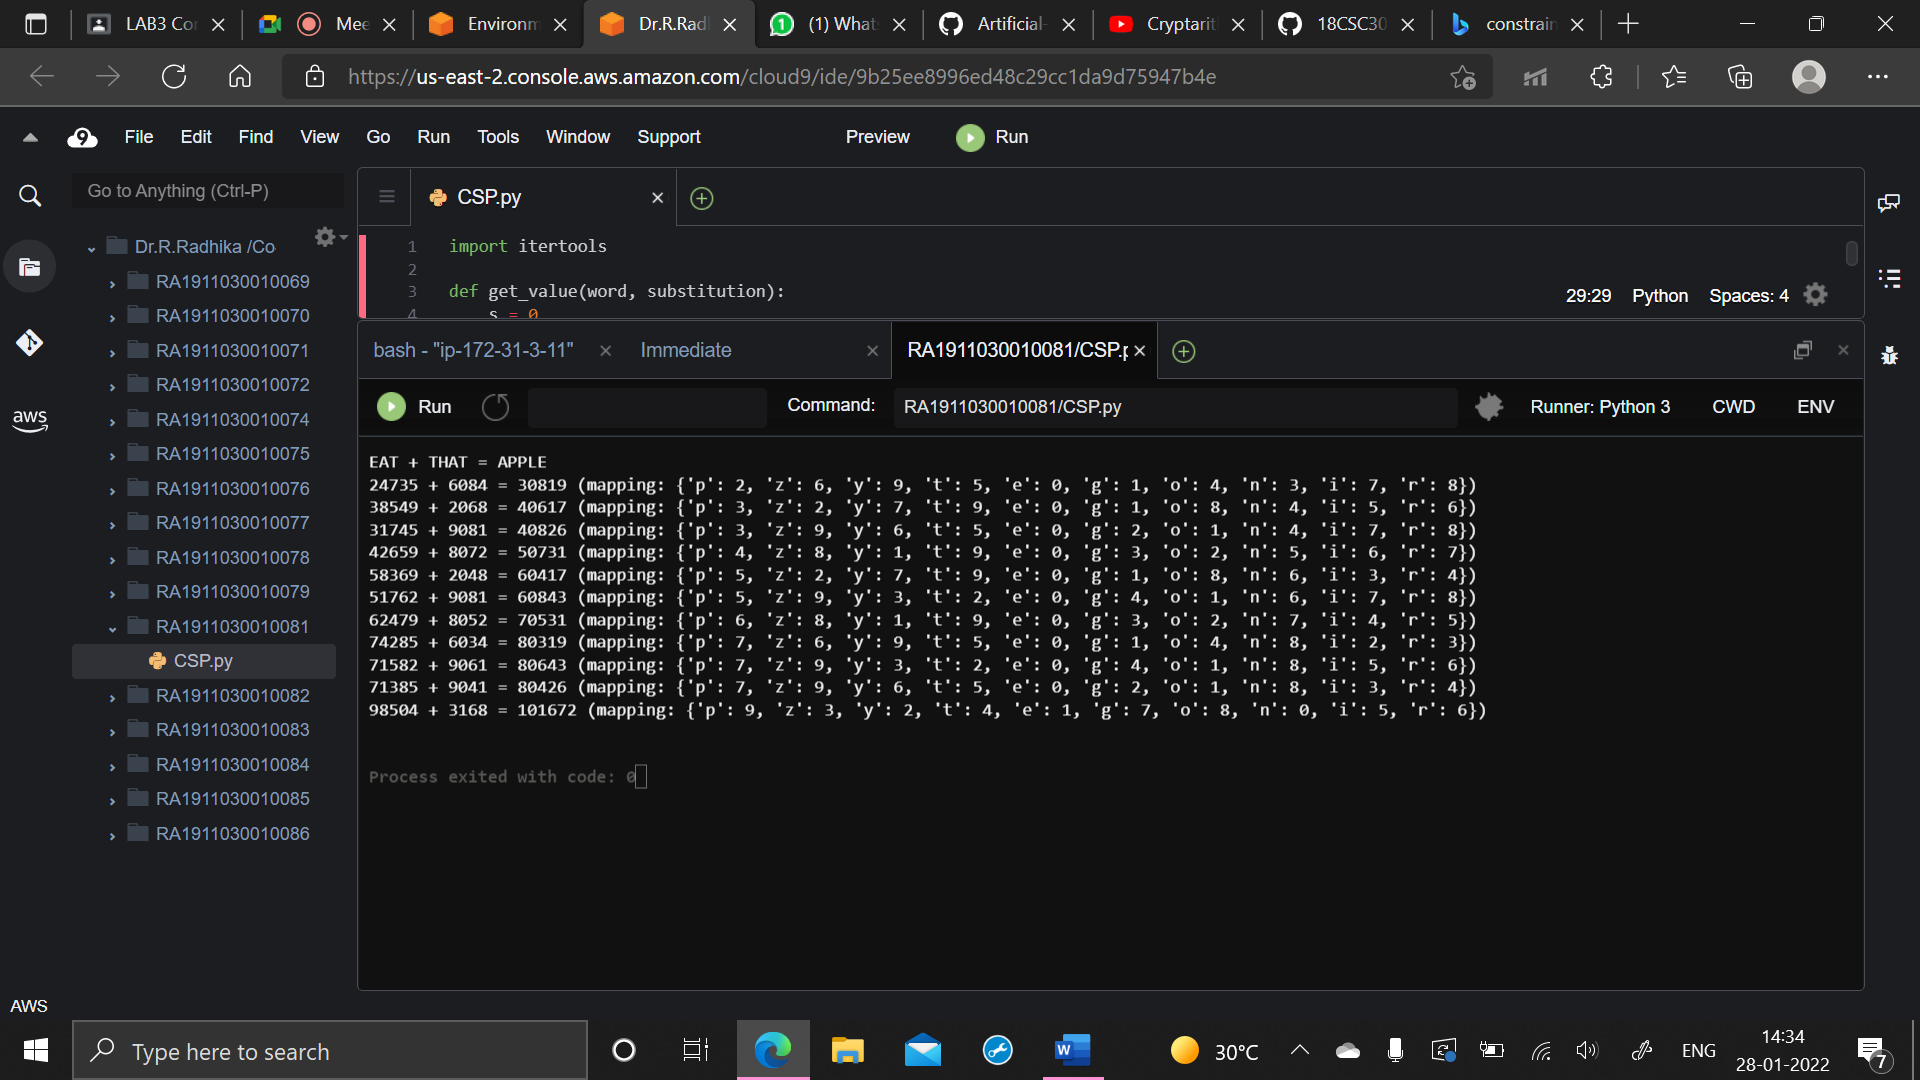 LAB3 Cor
Mee
Environm
Dr.R.Radh
(1) What
Artificial-
Cryptarit
18CSC30
constrain
https://us-east-2.console.aws.amazon.com/cloud9/ide/9b25ee8996ed48c29cc1da9d75947b4e
9 File Edit Find View Go Run Tools Window Support Preview Run
Go to Anything (Ctrl-P)
CSP.py
Dr.R.Radhika /Co
RA1911030010069
RA1911030010070
RA1911030010071
RA1911030010072
RA1911030010074
RA1911030010075
RA1911030010076
RA1911030010077
RA1911030010078
RA1911030010079
RA1911030010081
CSP.py
RA1911030010082
RA1911030010083
RA1911030010084
RA1911030010085
RA1911030010086
aws
AWS
1 import itertools
2
3 def get_value(word, substitution):
4 s = 0
29:29 Python Spaces: 4
bash - "ip-172-31-3-11" Immediate RA1911030010081/CSP.p
Run Command: RA1911030010081/CSP.py Runner: Python 3 CWD ENV
EAT + THAT = APPLE
24735 + 6084 = 30819 (mapping: {'p': 2, 'z': 6, 'y': 9, 't': 5, 'e': 0, 'g': 1, 'o': 4, 'n': 3, 'i': 7, 'r': 8})
38549 + 2068 = 40617 (mapping: {'p': 3, 'z': 2, 'y': 7, 't': 9, 'e': 0, 'g': 1, 'o': 8, 'n': 4, 'i': 5, 'r': 6})
31745 + 9081 = 40826 (mapping: {'p': 3, 'z': 9, 'y': 6, 't': 5, 'e': 0, 'g': 2, 'o': 1, 'n': 4, 'i': 7, 'r': 8})
42659 + 8072 = 50731 (mapping: {'p': 4, 'z': 8, 'y': 1, 't': 9, 'e': 0, 'g': 3, 'o': 2, 'n': 5, 'i': 6, 'r': 7})
58369 + 2048 = 60417 (mapping: {'p': 5, 'z': 2, 'y': 7, 't': 9, 'e': 0, 'g': 1, 'o': 8, 'n': 6, 'i': 3, 'r': 4})
51762 + 9081 = 60843 (mapping: {'p': 5, 'z': 9, 'y': 3, 't': 2, 'e': 0, 'g': 4, 'o': 1, 'n': 6, 'i': 7, 'r': 8})
62479 + 8052 = 70531 (mapping: {'p': 6, 'z': 8, 'y': 1, 't': 9, 'e': 0, 'g': 3, 'o': 2, 'n': 7, 'i': 4, 'r': 5})
74285 + 6034 = 80319 (mapping: {'p': 7, 'z': 6, 'y': 9, 't': 5, 'e': 0, 'g': 1, 'o': 4, 'n': 8, 'i': 2, 'r': 3})
71582 + 9061 = 80643 (mapping: {'p': 7, 'z': 9, 'y': 3, 't': 2, 'e': 0, 'g': 4, 'o': 1, 'n': 8, 'i': 5, 'r': 6})
71385 + 9041 = 80426 (mapping: {'p': 7, 'z': 9, 'y': 6, 't': 5, 'e': 0, 'g': 2, 'o': 1, 'n': 8, 'i': 3, 'r': 4})
98504 + 3168 = 101672 (mapping: {'p': 9, 'z': 3, 'y': 2, 't': 4, 'e': 1, 'g': 7, 'o': 8, 'n': 0, 'i': 5, 'r': 6})
Process exited with code: 0
Type here to search
W
30°C
ENG
14:34
28-01-2022
7